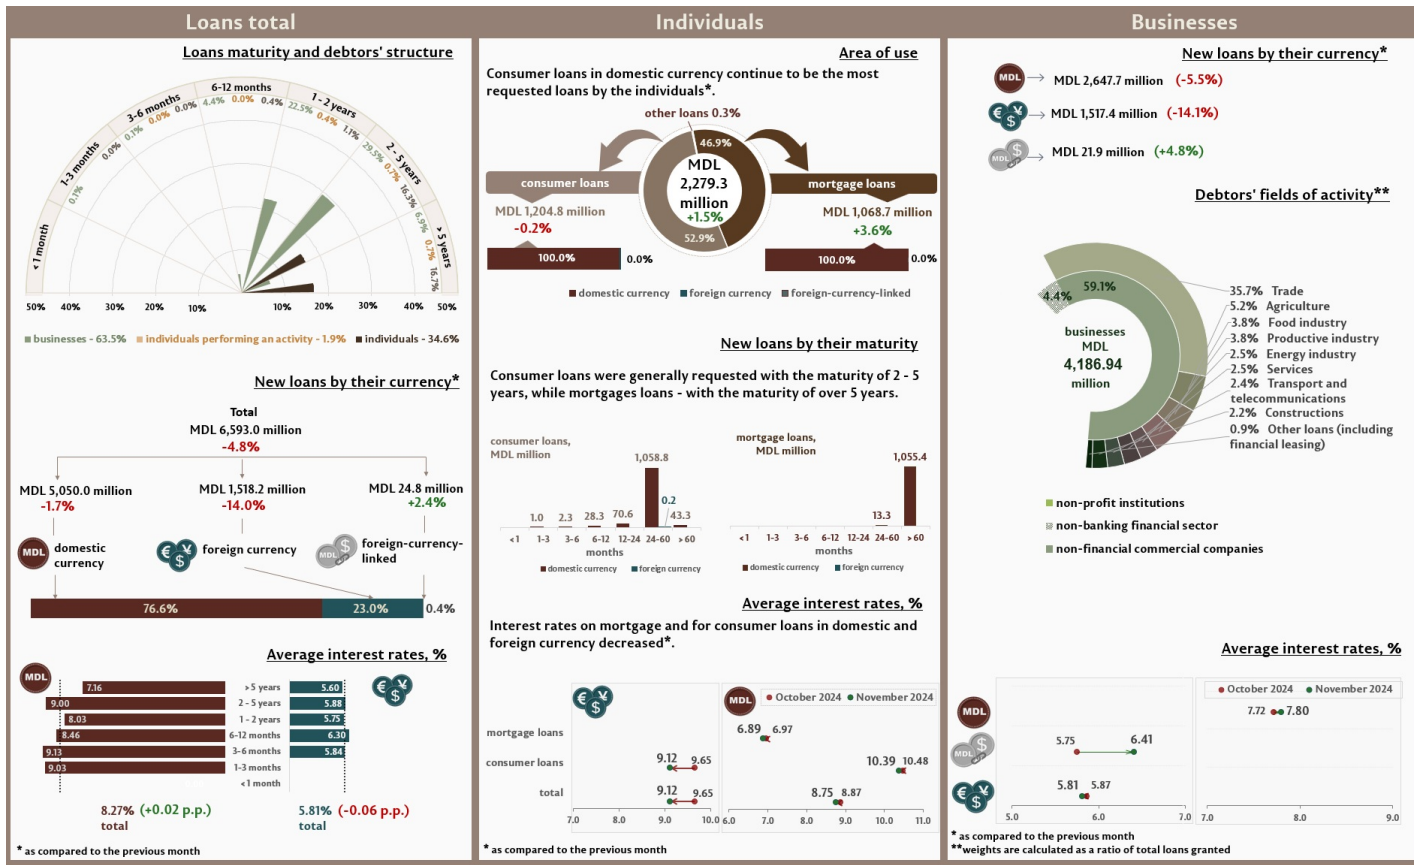 Loans total
Loans maturity and debtors' structure
< 1 month
1-3 months
3-6 months
6-12 months
1 - 2 years
2 - 5 years
> 5 years
0.1%
0.0%
0.1%
0.0%
0.0%
4.4%
0.0%
0.4%
22.5%
0.4%
1.1%
29.5%
0.7%
16.3%
6.9%
0.7%
16.7%
50% 40% 30% 20% 10% 10% 20% 30% 40% 50%
businesses - 63.5% individuals performing an activity - 1.9% individuals - 34.6%
New loans by their currency*
Total
MDL 6,593.0 million
-4.8%
MDL 5,050.0 million MDL 1,518.2 million MDL 24.8 million
-1.7% -14.0% +2.4%
MDL domestic currency
€ ¥ $ foreign currency
MDL $ foreign-currency-linked
76.6% 23.0% 0.4%
Average interest rates, %
MDL € ¥ $
7.16 > 5 years 5.60
9.00 2 - 5 years 5.88
8.03 1 - 2 years 5.75
8.46 6-12 months 6.30
9.13 3-6 months 5.84
9.03 1-3 months
< 1 month
8.27% (+0.02 p.p.) 5.81% (-0.06 p.p.)
total total
* as compared to the previous month
Individuals
Area of use
Consumer loans in domestic currency continue to be the most
requested loans by the individuals*.
other loans 0.3%
46.9%
MDL
2,279.3
million
+1.5%
52.9%
consumer loans
MDL 1,204.8 million
-0.2%
100.0% 0.0%
mortgage loans
MDL 1,068.7 million
+3.6%
100.0% 0.0%
domestic currency foreign currency foreign-currency-linked
New loans by their maturity
Consumer loans were generally requested with the maturity of 2 - 5
years, while mortgages loans - with the maturity of over 5 years.
consumer loans,
MDL million
1.0 2.3 28.3 70.6 1,058.8 0.2 43.3
< 1 1-3 3-6 6-12 12-24 24-60 > 60
months
domestic currency foreign currency
mortgage loans,
MDL million
13.3 1,055.4
< 1 1-3 3-6 6-12 12-24 24-60 > 60
months
domestic currency foreign currency
Average interest rates, %
Interest rates on mortgage and for consumer loans in domestic and
foreign currency decreased*.
€ ¥ $
MDL October 2024 November 2024
mortgage loans 6.89 6.97
consumer loans 9.12 9.65 10.39 10.48
total 9.12 9.65 8.75 8.87
7.0 8.0 9.0 10.0 6.0 7.0 8.0 9.0 10.0 11.0
* as compared to the previous month
Businesses
New loans by their currency*
MDL MDL 2,647.7 million (-5.5%)
€ ¥ $ MDL 1,517.4 million (-14.1%)
MDL $ MDL 21.9 million (+4.8%)
Debtors' fields of activity**
4.4%
59.1%
businesses
MDL
4,186.94
million
35.7% Trade
5.2% Agriculture
3.8% Food industry
3.8% Productive industry
2.5% Energy industry
2.5% Services
2.4% Transport and
telecommunications
2.2% Constructions
0.9% Other loans (including
financial leasing)
non-profit institutions
non-banking financial sector
non-financial commercial companies
Average interest rates, %
October 2024 November 2024
MDL 7.72 7.80
MDL $ 5.75 6.41
€ ¥ $ 5.81 5.87
5.0 6.0 7.0 7.0 8.0 9.0
* as compared to the previous month
**weights are calculated as a ratio of total loans granted